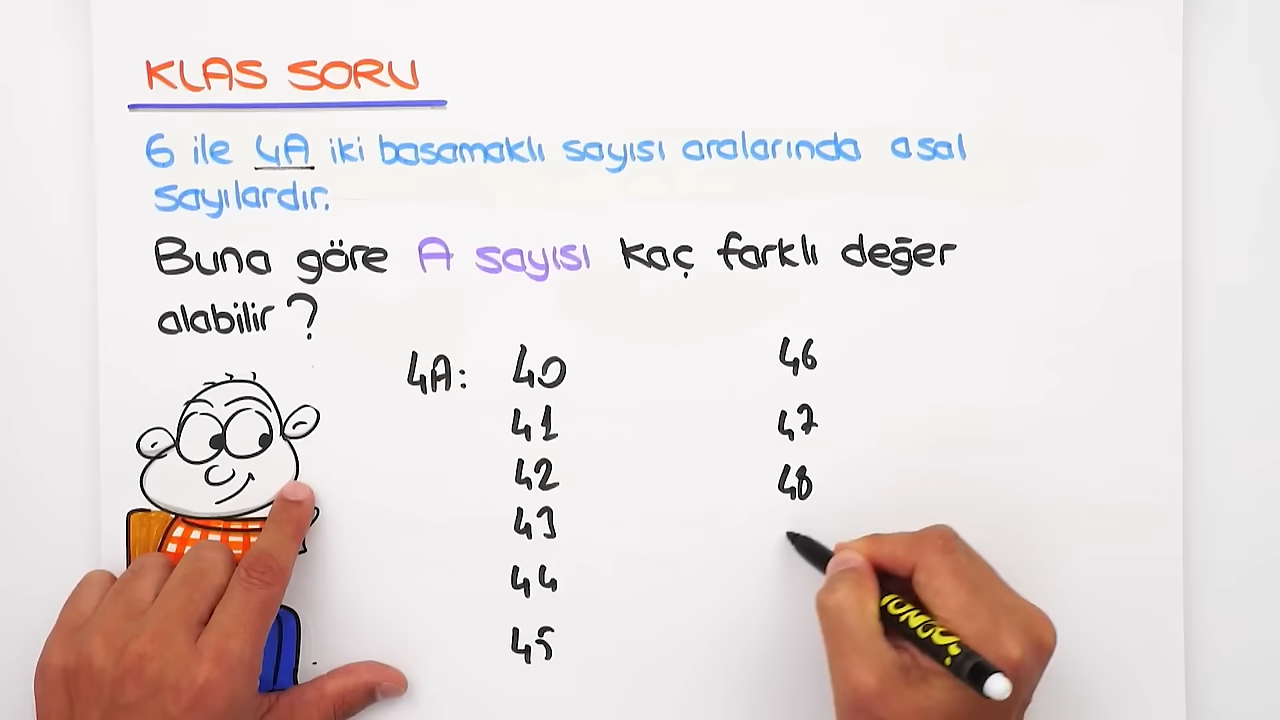 KLAS SORU
6 ile 4A iki basamaklı sayısı aralarında asal
sayılardır.
Buna göre A sayısı kaç farklı değer
alabilir?
4A: 40
41
42
43
44
45
46
47
48